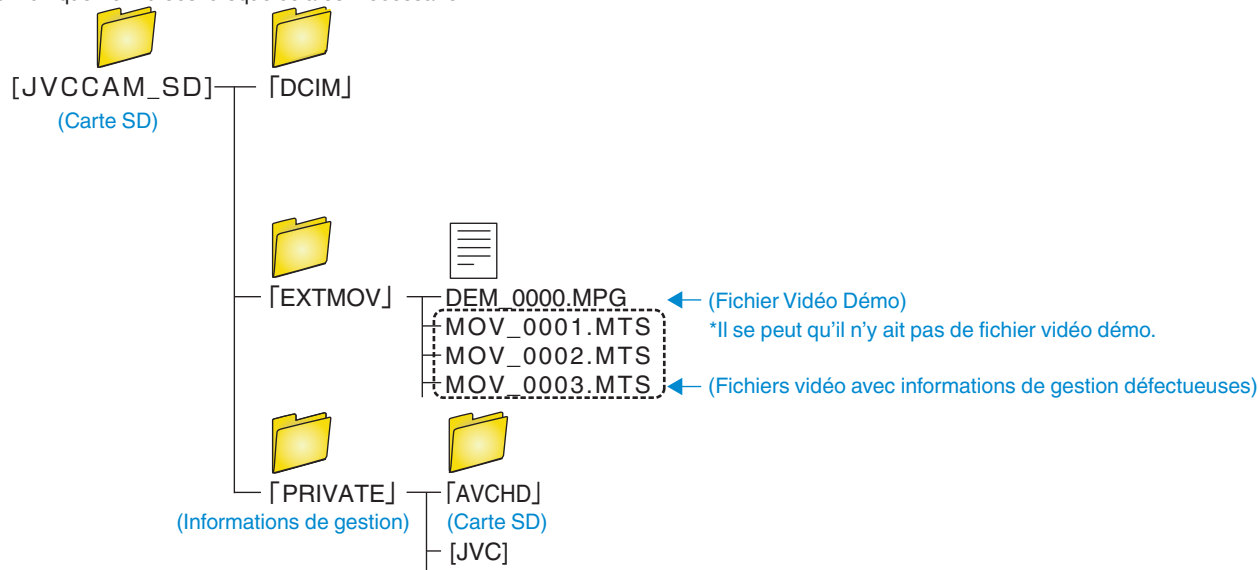 [JVCCAM_SD]
「DCIM」
(Carte SD)
「EXTMOV」
DEM_0000.MPG
(Fichier Vidéo Démo)
*Il se peut qu’il n’y ait pas de fichier vidéo démo.
MOV_0001.MTS
MOV_0002.MTS
MOV_0003.MTS
(Fichiers vidéo avec informations de gestion défectueuses)
「PRIVATE」
「AVCHD」
(Informations de gestion)
(Carte SD)
[JVC]